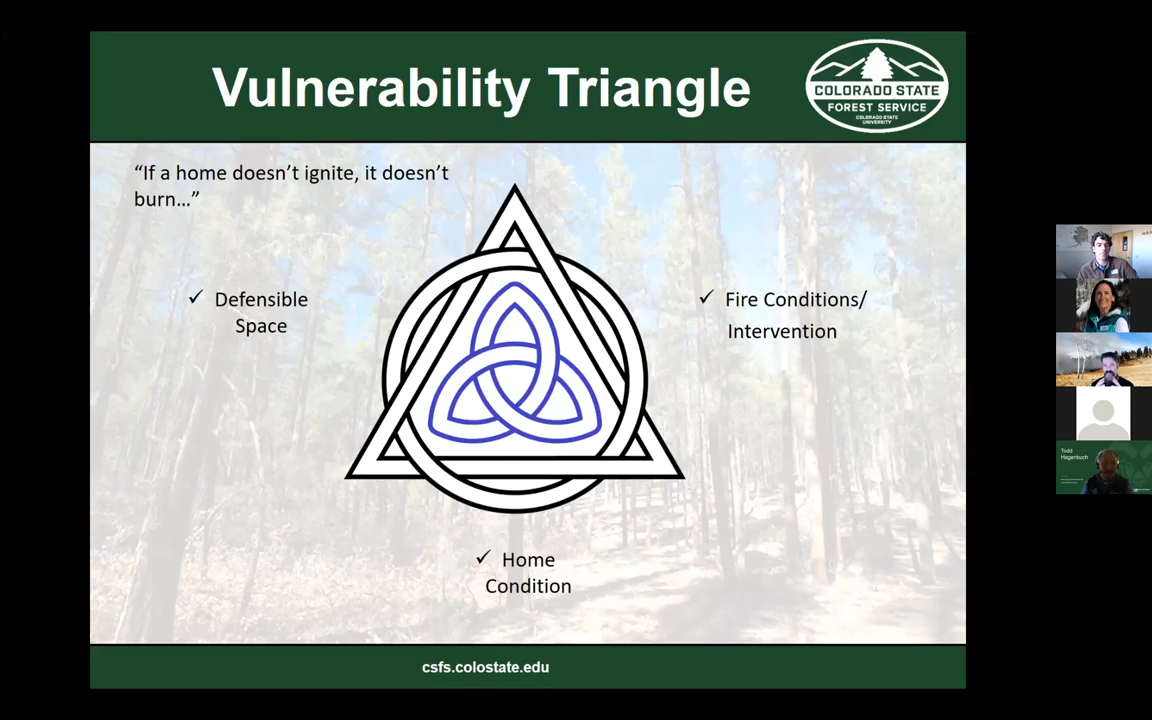 Vulnerability Triangle
COLORADO STATE
FOREST SERVICE
COLORADO STATE
UNIVERSITY
“If a home doesn’t ignite, it doesn’t
burn...”
✓ Defensible
Space
✓ Fire Conditions/
Intervention
✓ Home
Condition
csfs.colostate.edu
Todd
Hagenbuch